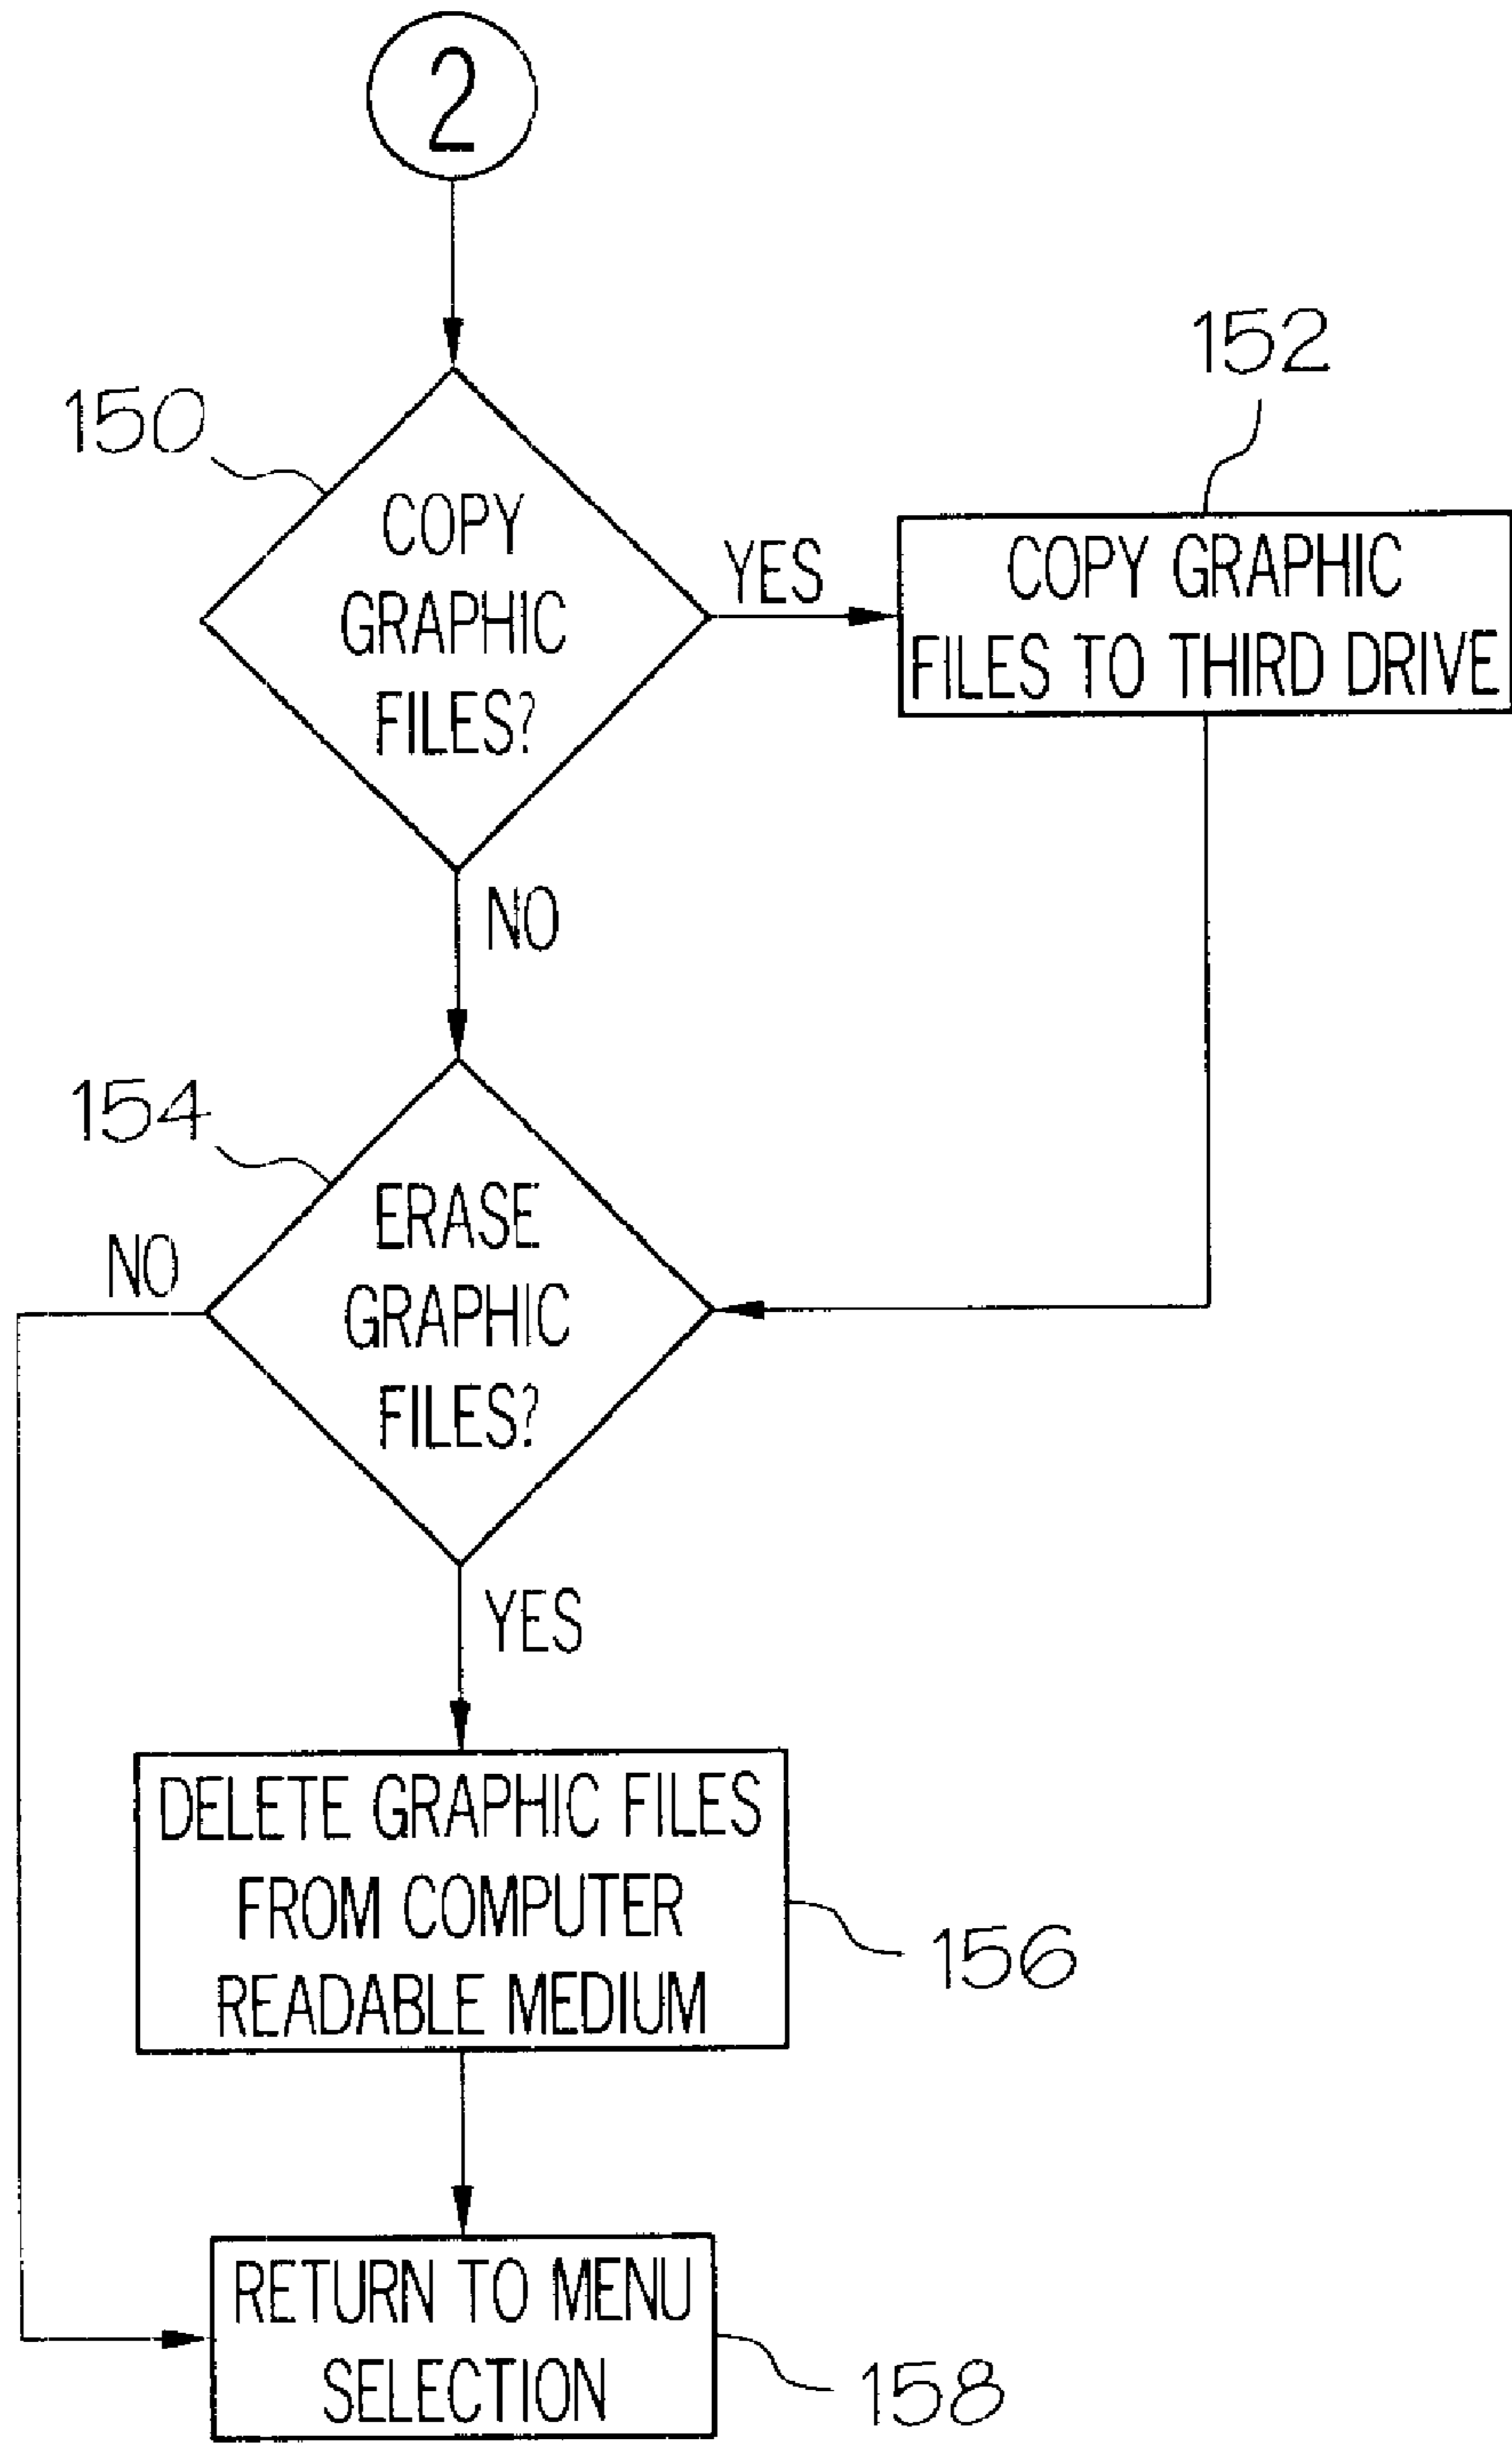 2
150
COPY
GRAPHIC
FILES?
YES
152
COPY GRAPHIC
FILES TO THIRD DRIVE
NO
154
ERASE
GRAPHIC
FILES?
NO
YES
DELETE GRAPHIC FILES
FROM COMPUTER
READABLE MEDIUM
156
RETURN TO MENU
SELECTION
158